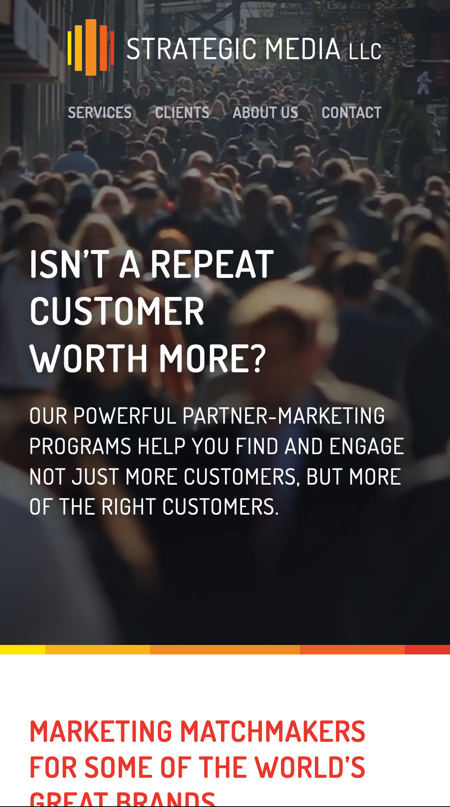 STRATEGIC MEDIA LLC
SERVICES CLIENTS ABOUT US CONTACT
ISN'T A REPEAT
CUSTOMER
WORTH MORE?
OUR POWERFUL PARTNER-MARKETING
PROGRAMS HELP YOU FIND AND ENGAGE
NOT JUST MORE CUSTOMERS, BUT MORE
OF THE RIGHT CUSTOMERS.
MARKETING MATCHMAKERS
FOR SOME OF THE WORLD'S
GREAT BRANDS